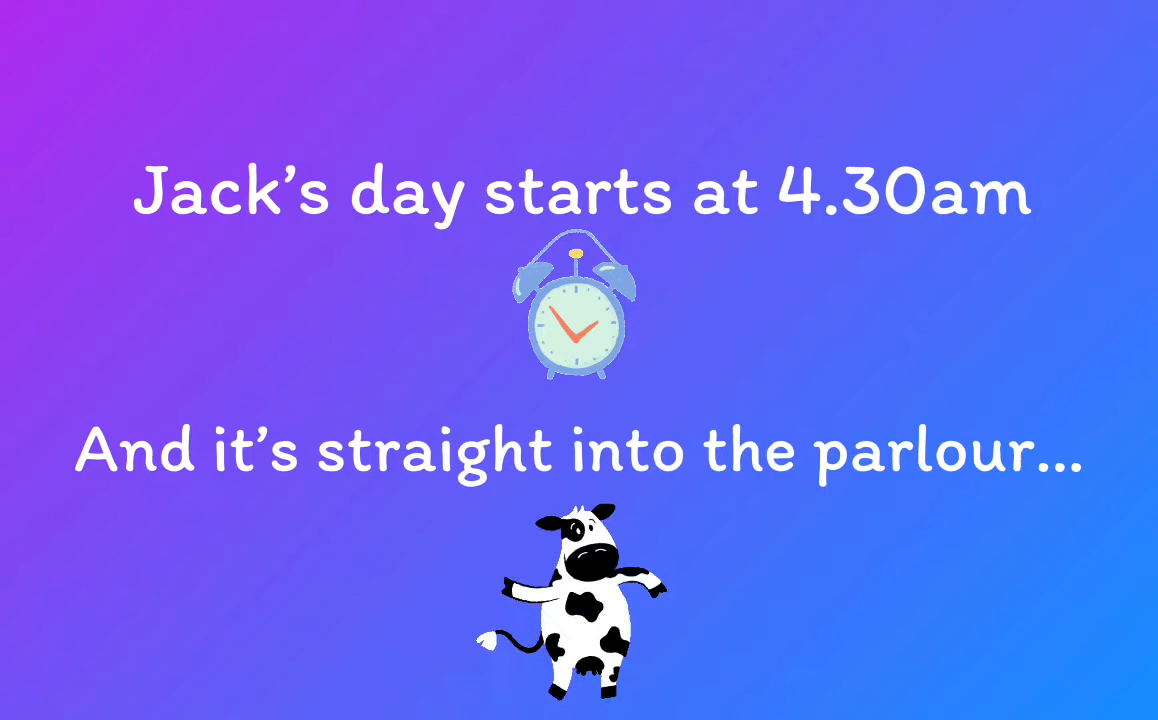 Jack’s day starts at 4.30am
And it’s straight into the parlour...